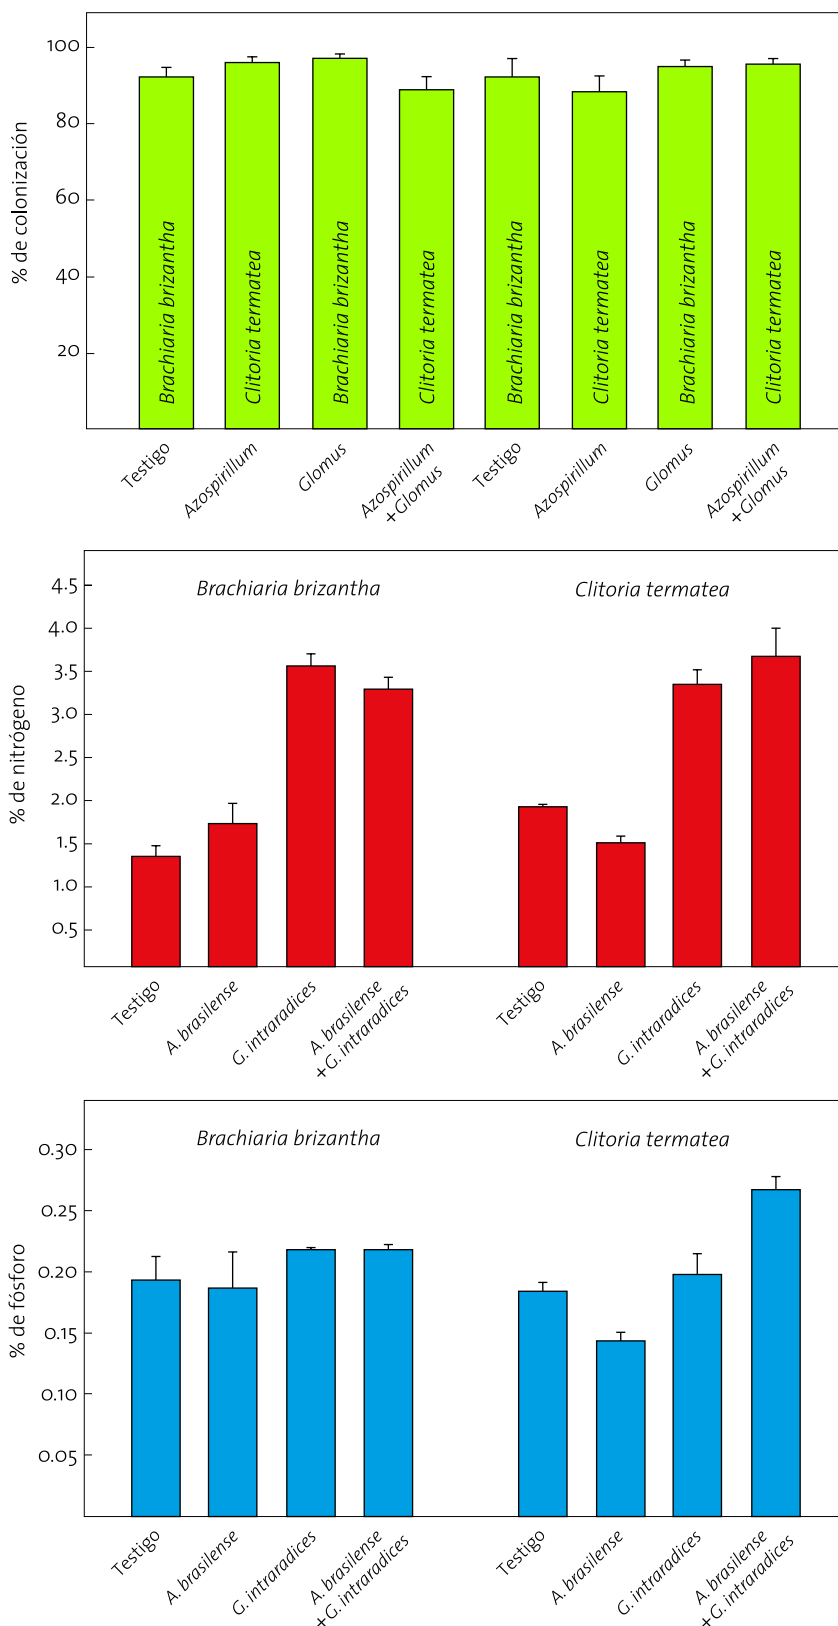 % de colonización
100
80
60
40
20
Brachiaria brizantha
Clitoria termatea
Brachiaria brizantha
Clitoria termatea
Brachiaria brizantha
Clitoria termatea
Brachiaria brizantha
Clitoria termatea
Testigo
Azospirillum
Glomus
Azospirillum
+Glomus
Testigo
Azospirillum
Glomus
Azospirillum
+Glomus
% de nitrógeno
4.5
4.0
3.5
3.0
2.5
2.0
1.5
1.0
0.5
Brachiaria brizantha
Clitoria termatea
Testigo
A. brasilense
G. intraradices
A. brasilense
+G. intraradices
Testigo
A. brasilense
G. intraradices
A. brasilense
+G. intraradices
% de fósforo
0.30
0.25
0.20
0.15
0.10
0.05
Brachiaria brizantha
Clitoria termatea
Testigo
A. brasilense
G. intraradices
A. brasilense
+G. intraradices
Testigo
A. brasilense
G. intraradices
A. brasilense
+G. intraradices